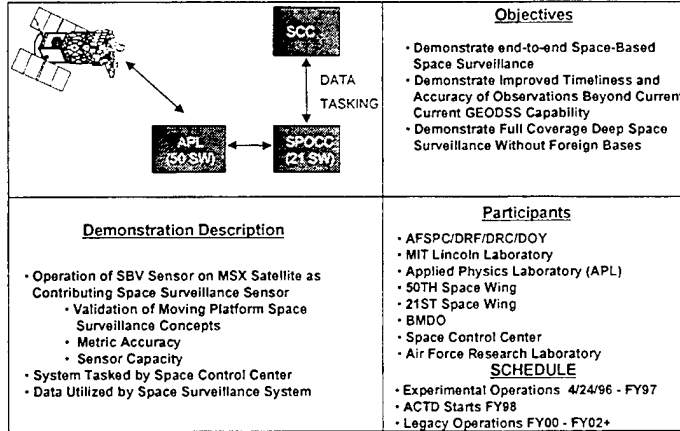 SCC
DATA
TASKING
APL
(50 SW)
SPOCC
(21 SW)
Objectives
• Demonstrate end-to-end Space-Based
Space Surveillance
• Demonstrate Improved Timeliness and
Accuracy of Observations Beyond Current
Current GEODSS Capability
• Demonstrate Full Coverage Deep Space
Surveillance Without Foreign Bases
Demonstration Description
• Operation of SBV Sensor on MSX Satellite as
Contributing Space Surveillance Sensor
• Validation of Moving Platform Space
Surveillance Concepts
• Metric Accuracy
• Sensor Capacity
• System Tasked by Space Control Center
• Data Utilized by Space Surveillance System
Participants
• AFSPC/DRF/DRC/DOY
• MIT Lincoln Laboratory
• Applied Physics Laboratory (APL)
• 50TH Space Wing
• 21ST Space Wing
• BMDO
• Space Control Center
• Air Force Research Laboratory
SCHEDULE
• Experimental Operations 4/24/96 - FY97
• ACTD Starts FY98
• Legacy Operations FY00 - FY02+